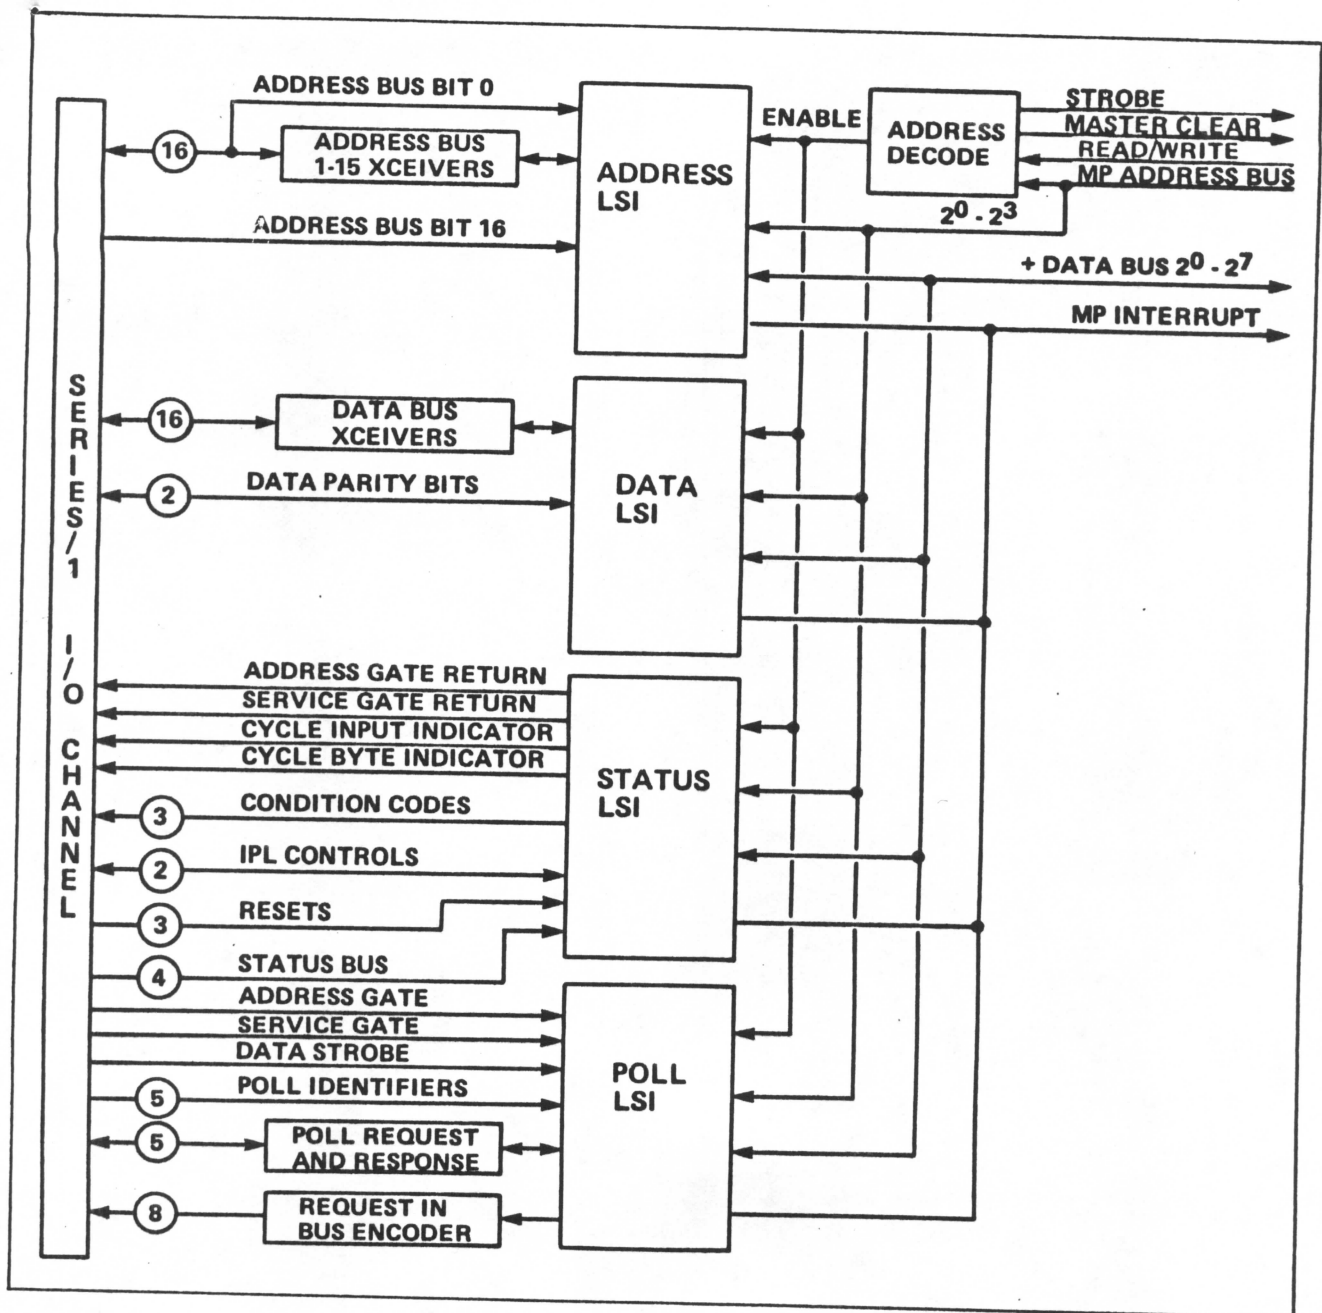 ADDRESS BUS BIT 0
16
ADDRESS BUS
1-15 XCEIVERS
ADDRESS BUS BIT 16
ADDRESS
LSI
ENABLE
ADDRESS
DECODE
STROBE
MASTER CLEAR
READ/WRITE
MP ADDRESS BUS
2⁰ - 2³
+ DATA BUS 2⁰ - 2⁷
MP INTERRUPT
SERIES/1 I/O CHANNEL
16
DATA BUS
XCEIVERS
2
DATA PARITY BITS
DATA
LSI
ADDRESS GATE RETURN
SERVICE GATE RETURN
CYCLE INPUT INDICATOR
CYCLE BYTE INDICATOR
3
CONDITION CODES
2
IPL CONTROLS
3
RESETS
4
STATUS BUS
STATUS
LSI
ADDRESS GATE
SERVICE GATE
DATA STROBE
5
POLL IDENTIFIERS
5
POLL REQUEST
AND RESPONSE
8
REQUEST IN
BUS ENCODER
POLL
LSI